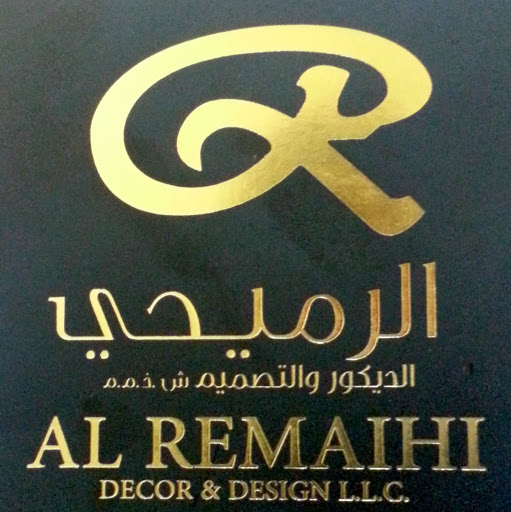 الرميحي
الديكور والتصميم ش.ذ.م.م
AL REMAIHI
DECOR & DESIGN L.L.C.